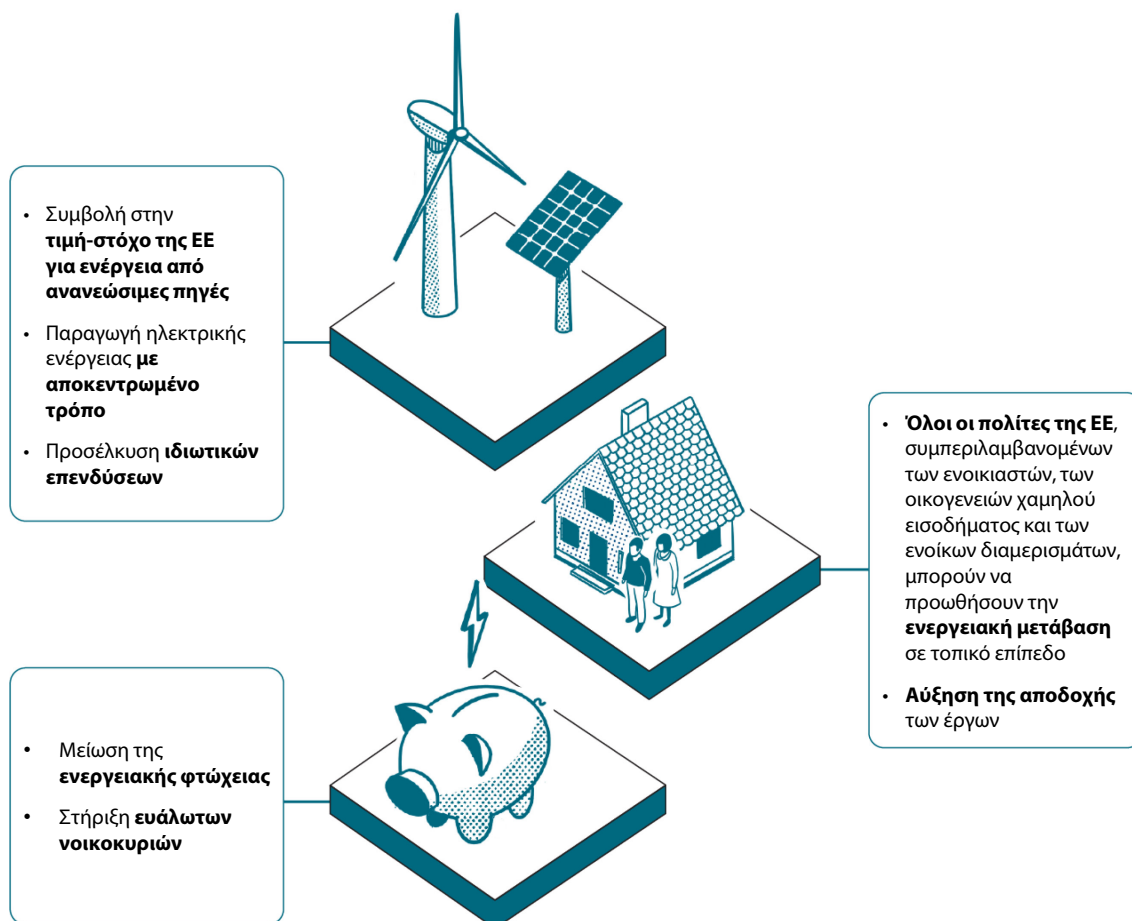 • Συμβολή στην
τιμή-στόχο της ΕΕ
για ενέργεια από
ανανεώσιμες πηγές
• Παραγωγή ηλεκτρικής
ενέργειας με
αποκεντρωμένο
τρόπο
• Προσέλκυση ιδιωτικών
επενδύσεων
• Όλοι οι πολίτες της ΕΕ,
συμπεριλαμβανομένων
των ενοικιαστών, των
οικογενειών χαμηλού
εισοδήματος και των
ενοίκων διαμερισμάτων,
μπορούν να
προωθήσουν την
ενεργειακή μετάβαση
σε τοπικό επίπεδο
• Αύξηση της αποδοχής
των έργων
• Μείωση της
ενεργειακής φτώχειας
• Στήριξη ευάλωτων
νοικοκυριών